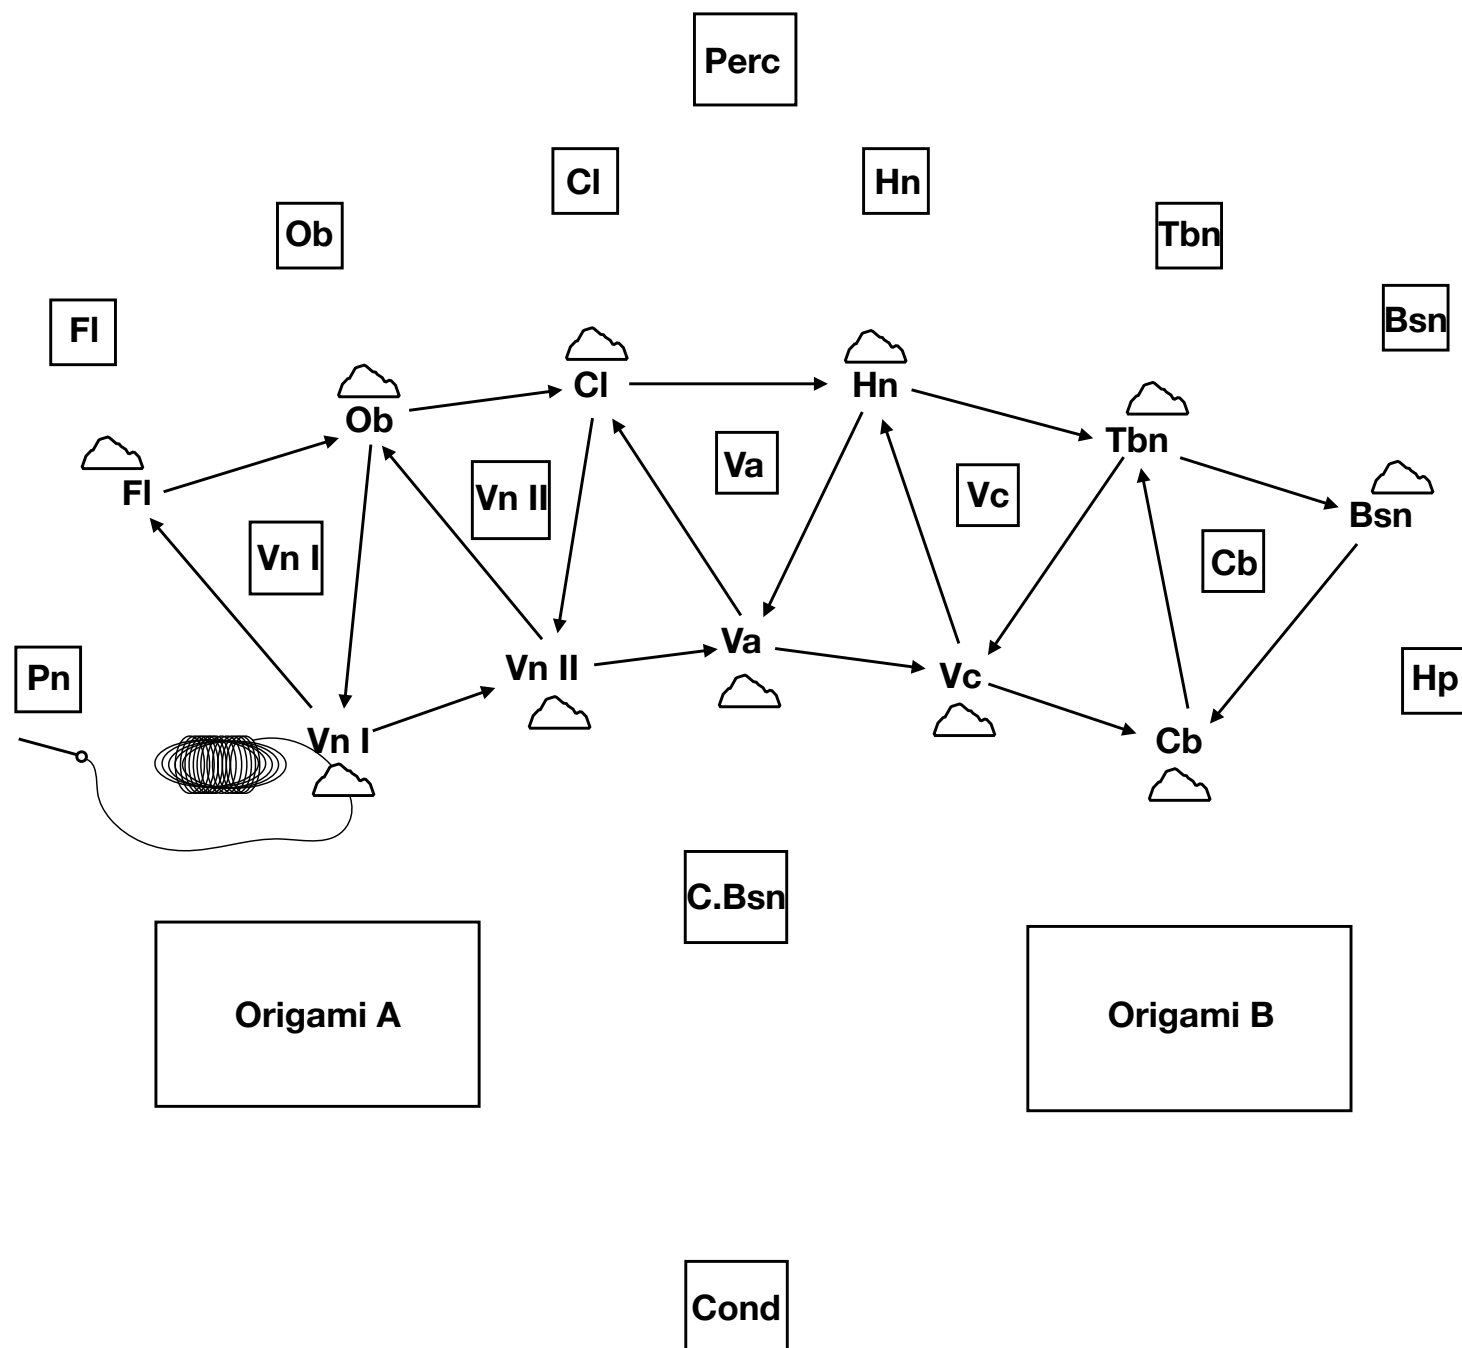 Perc
Cl
Hn
Ob
Tbn
Fl
Bsn
Cl
Hn
Ob
Tbn
Va
Fl
Vn II
Vc
Bsn
Vn I
Cb
Va
Vn II
Vc
Pn
Hp
Vn I
Cb
C.Bsn
Origami A
Origami B
Cond